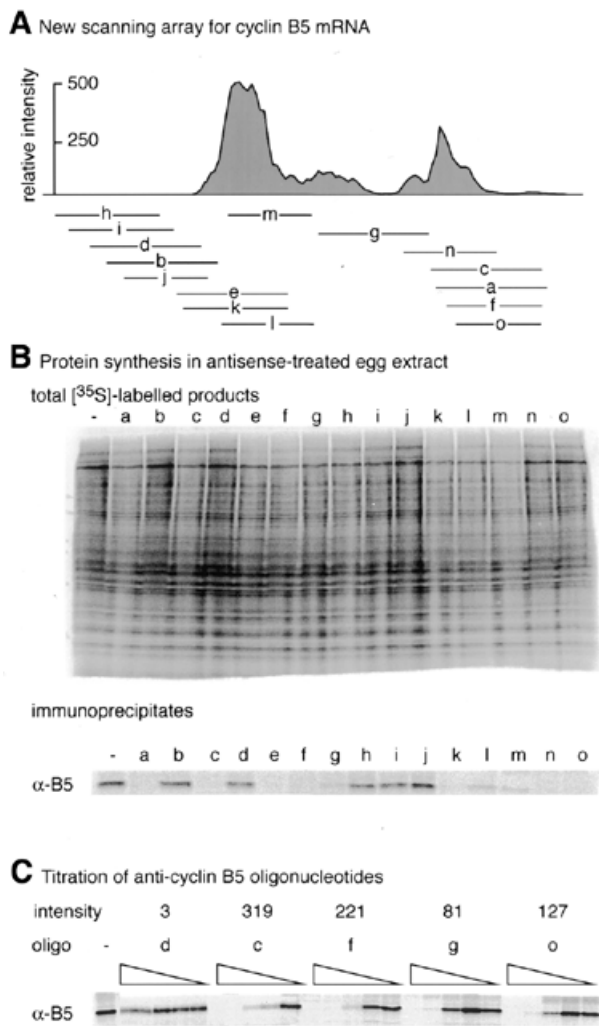 A New scanning array for cyclin B5 mRNA
relative intensity
500
250
h
m
i
g
d
n
b
c
j
a
e
f
k
o
l
B Protein synthesis in antisense-treated egg extract
total [35S]-labelled products
- a b c d e f g h i j k l m n o
immunoprecipitates
- a b c d e f g h i j k l m n o
α-B5
C Titration of anti-cyclin B5 oligonucleotides
intensity 3 319 221 81 127
oligo - d c f g o
α-B5